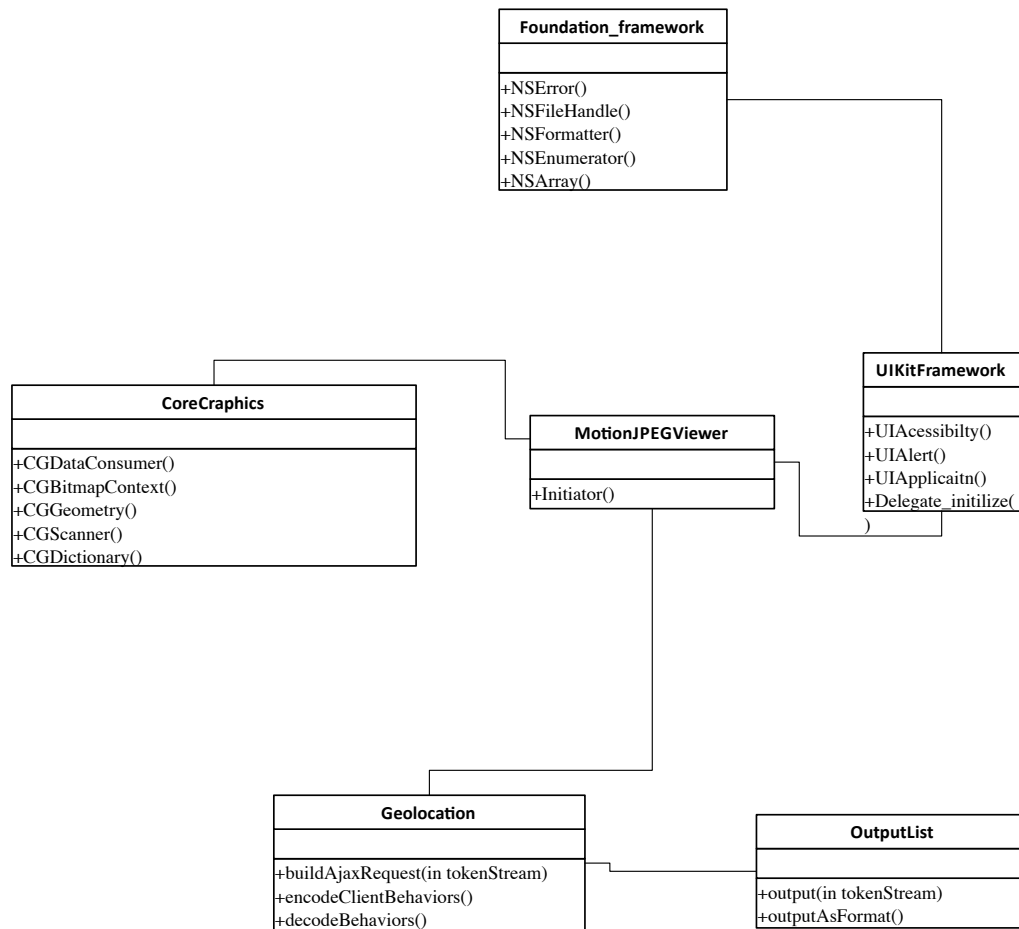 Foundation_framework
+NSError()
+NSFileHandle()
+NSFormatter()
+NSEnumerator()
+NSArray()
UIKitFramework
+UIAcessibilty()
+UIAlert()
+UIApplicaitn()
+Delegate_initilize(
)
CoreCraphics
+CGDataConsumer()
+CGBitmapContext()
+CGGeometry()
+CGScanner()
+CGDictionary()
MotionJPEGViewer
+Initiator()
Geolocation
+buildAjaxRequest(in tokenStream)
+encodeClientBehaviors()
+decodeBehaviors()
OutputList
+output(in tokenStream)
+outputAsFormat()